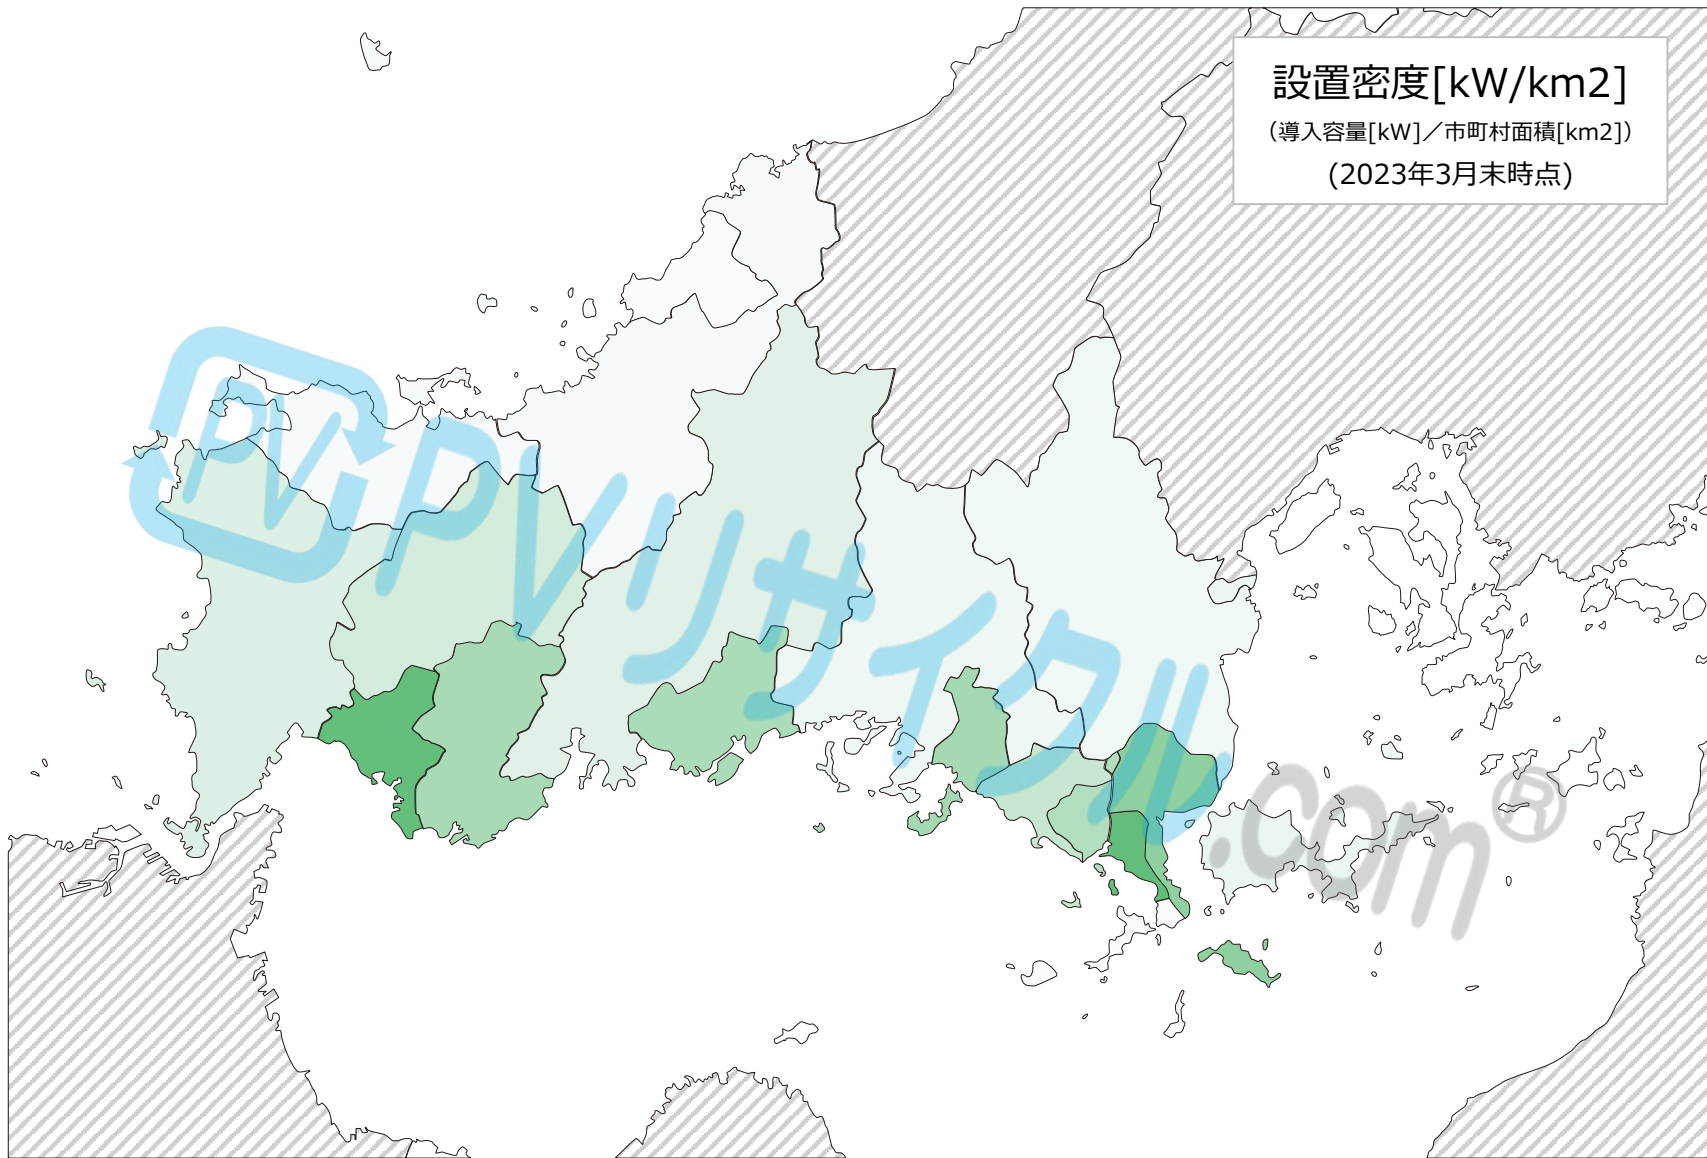 設置密度[kW/km2]
（導入容量[kW]／市町村面積[km2]）
(2023年3月末時点)
PV PVリサイクル.com®